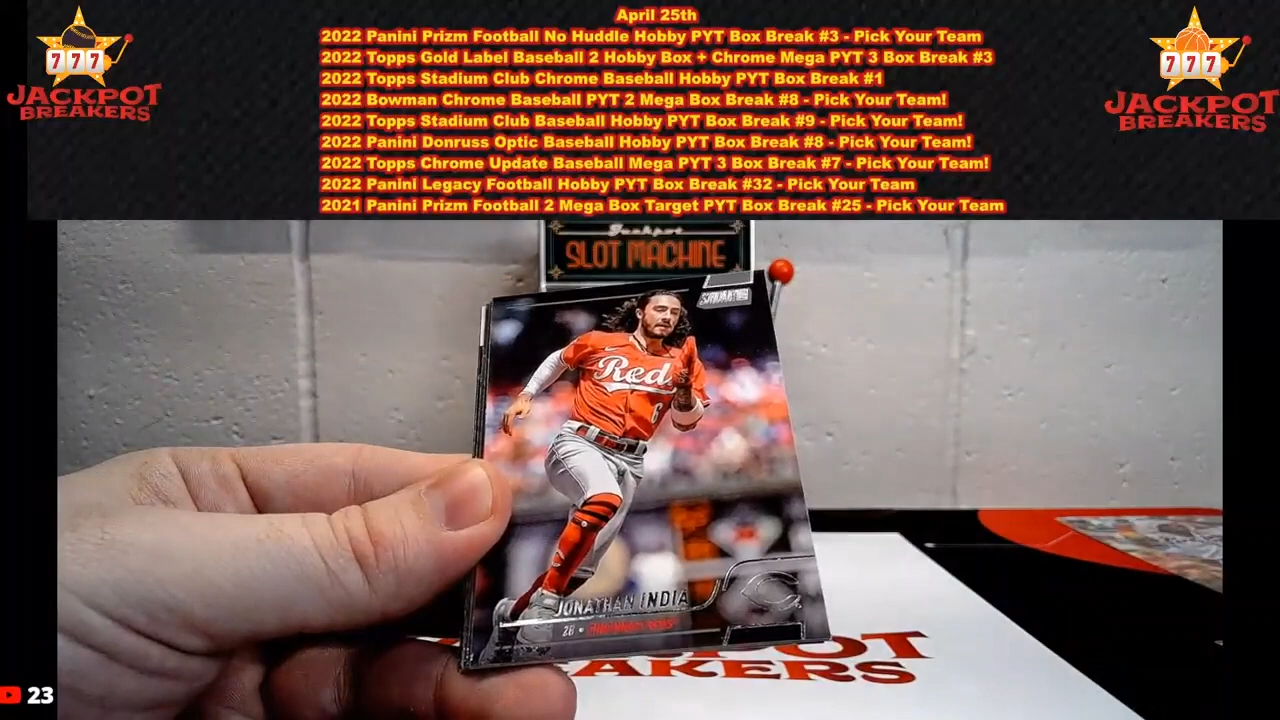 April 25th
2022 Panini Prizm Football No Huddle Hobby PYT Box Break #3 - Pick Your Team
2022 Topps Gold Label Baseball 2 Hobby Box + Chrome Mega PYT 3 Box Break #3
2022 Topps Stadium Club Chrome Baseball Hobby PYT Box Break #1
2022 Bowman Chrome Baseball PYT 2 Mega Box Break #8 - Pick Your Team!
2022 Topps Stadium Club Baseball Hobby PYT Box Break #9 - Pick Your Team!
2022 Panini Donruss Optic Baseball Hobby PYT Box Break #8 - Pick Your Team!
2022 Topps Chrome Update Baseball Mega PYT 3 Box Break #7 - Pick Your Team!
2022 Panini Legacy Football Hobby PYT Box Break #32 - Pick Your Team
2021 Panini Prizm Football 2 Mega Box Target PYT Box Break #25 - Pick Your Team
777
JACKPOT
BREAKERS
777
JACKPOT
BREAKERS
Jackpot
SLOT MACHINE
Reds
6
JONATHAN INDIA
2B • CINCINNATI REDS
JACKPOT
BREAKERS
23